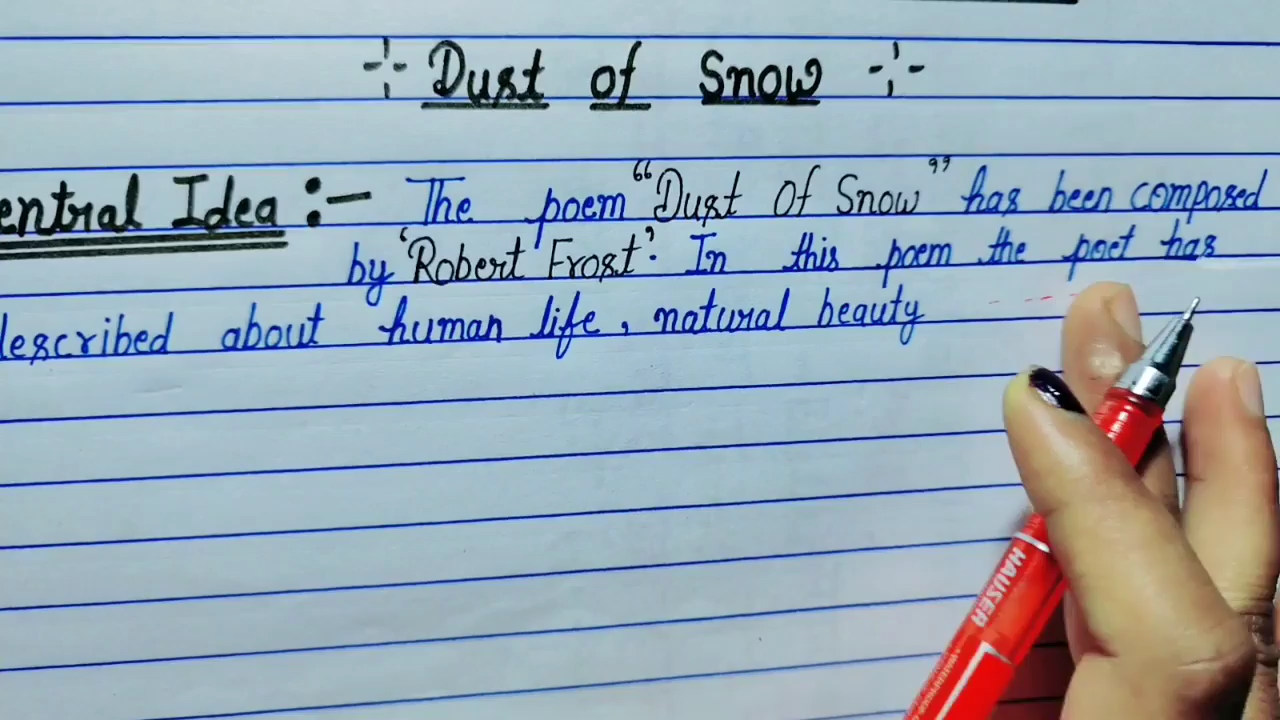 Dust of Snow
entral Idea :- The poem "Dust Of Snow" has been composed
by 'Robert Frost'. In this poem the poet has
described about human life, natural beauty
HAUSER